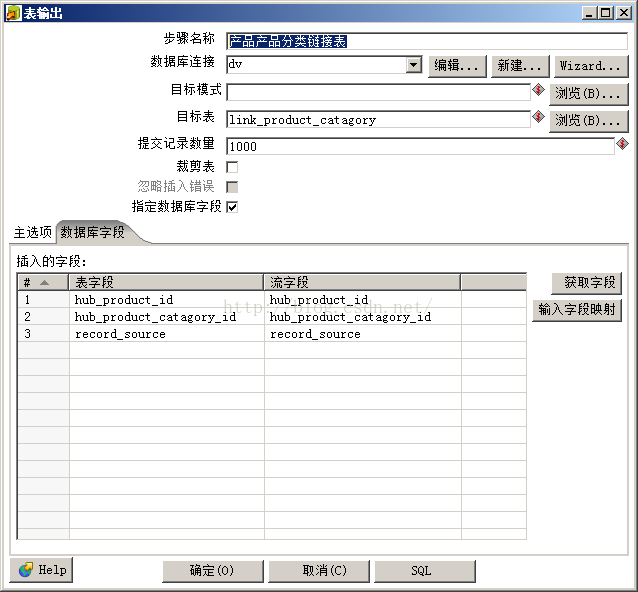 表输出
步骤名称 产品产品分类链接表
数据库连接 dv 编辑... 新建... Wizard...
目标模式 浏览(B)...
目标表 link_product_catagory 浏览(B)...
提交记录数量 1000
裁剪表
忽略插入错误
指定数据库字段
主选项 数据库字段
插入的字段:
# 表字段 流字段 获取字段
1 hub_product_id hub_product_id
2 hub_product_catagory_id hub_product_catagory_id 输入字段映射
3 record_source record_source
http://blog.csdn.net/
Help 确定(O) 取消(C) SQL